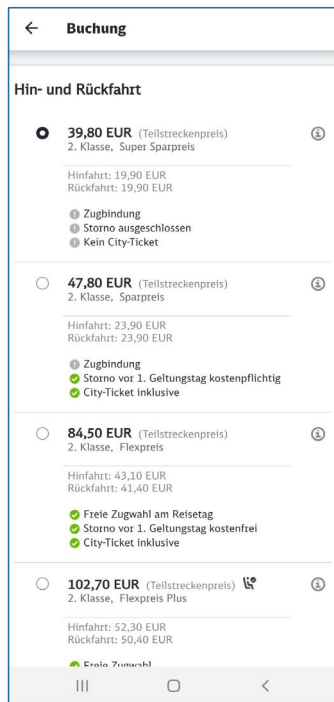 Buchung
Hin- und Rückfahrt
39,80 EUR (Teilstreckenpreis)
2. Klasse, Super Sparpreis
Hinfahrt: 19,90 EUR
Rückfahrt: 19,90 EUR
Zugbindung
Storno ausgeschlossen
Kein City-Ticket
47,80 EUR (Teilstreckenpreis)
2. Klasse, Sparpreis
Hinfahrt: 23,90 EUR
Rückfahrt: 23,90 EUR
Zugbindung
Storno vor 1. Geltungstag kostenpflichtig
City-Ticket inklusive
84,50 EUR (Teilstreckenpreis)
2. Klasse, Flexpreis
Hinfahrt: 43,10 EUR
Rückfahrt: 41,40 EUR
Freie Zugwahl am Reisetag
Storno vor 1. Geltungstag kostenfrei
City-Ticket inklusive
102,70 EUR (Teilstreckenpreis)
2. Klasse, Flexpreis Plus
Hinfahrt: 52,30 EUR
Rückfahrt: 50,40 EUR
Freie Zugwahl